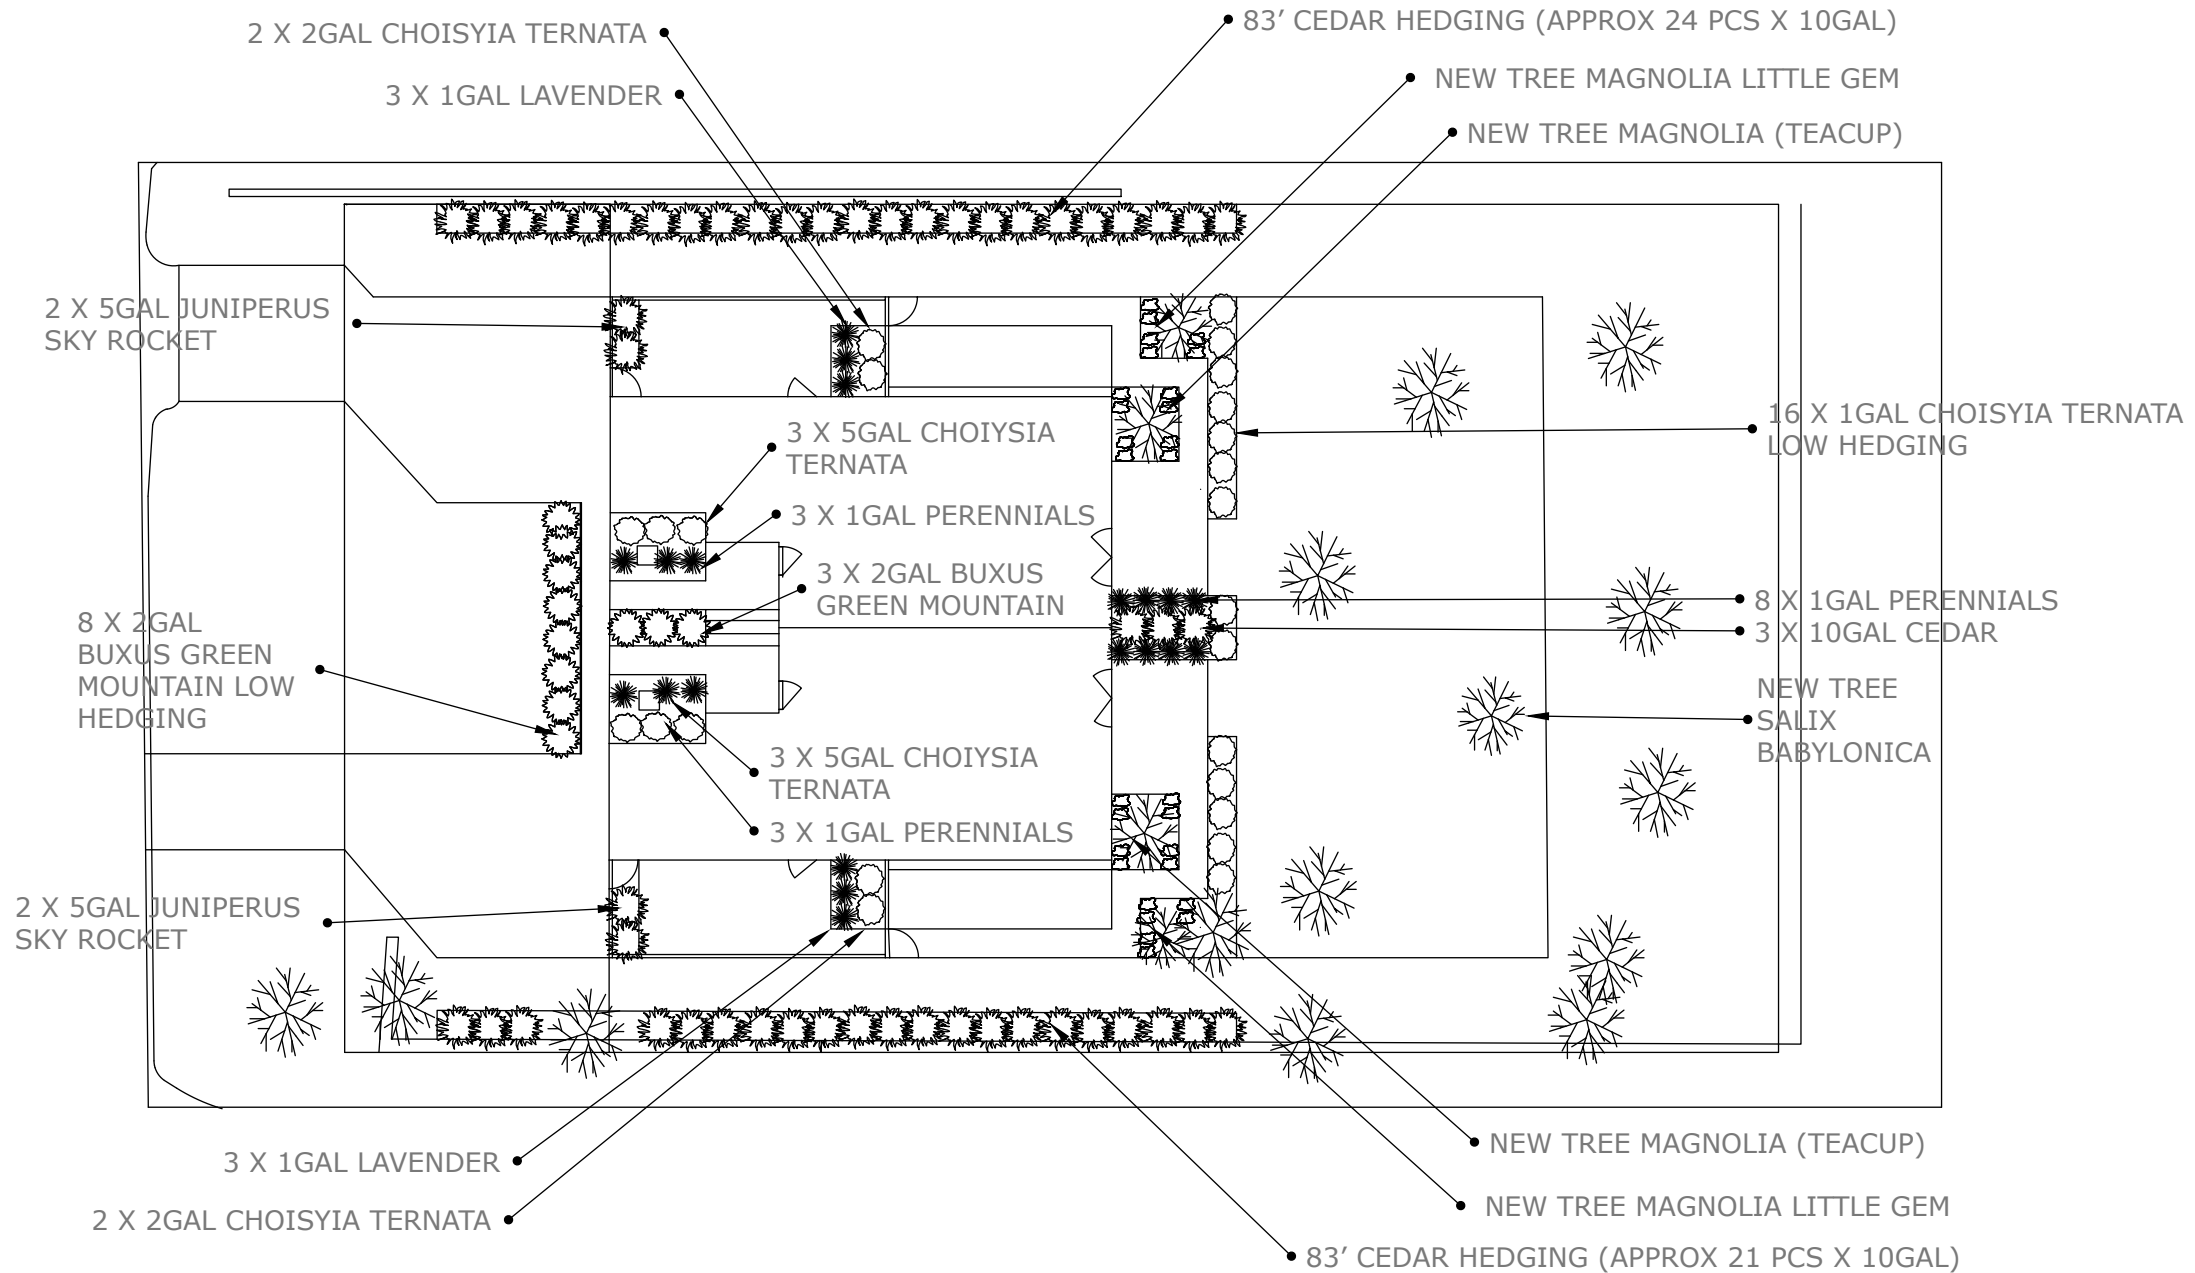 2 X 2GAL CHOISYIA TERNATA
83’ CEDAR HEDGING (APPROX 24 PCS X 10GAL)
3 X 1GAL LAVENDER
NEW TREE MAGNOLIA LITTLE GEM
NEW TREE MAGNOLIA (TEACUP)
2 X 5GAL JUNIPERUS
SKY ROCKET
16 X 1GAL CHOISYIA TERNATA
LOW HEDGING
3 X 5GAL CHOIYSIA
TERNATA
3 X 1GAL PERENNIALS
3 X 2GAL BUXUS
GREEN MOUNTAIN
8 X 1GAL PERENNIALS
3 X 10GAL CEDAR
8 X 2GAL
BUXUS GREEN
MOUNTAIN LOW
HEDGING
NEW TREE
SALIX
BABYLONICA
3 X 5GAL CHOIYSIA
TERNATA
3 X 1GAL PERENNIALS
2 X 5GAL JUNIPERUS
SKY ROCKET
3 X 1GAL LAVENDER
NEW TREE MAGNOLIA (TEACUP)
2 X 2GAL CHOISYIA TERNATA
NEW TREE MAGNOLIA LITTLE GEM
83’ CEDAR HEDGING (APPROX 21 PCS X 10GAL)